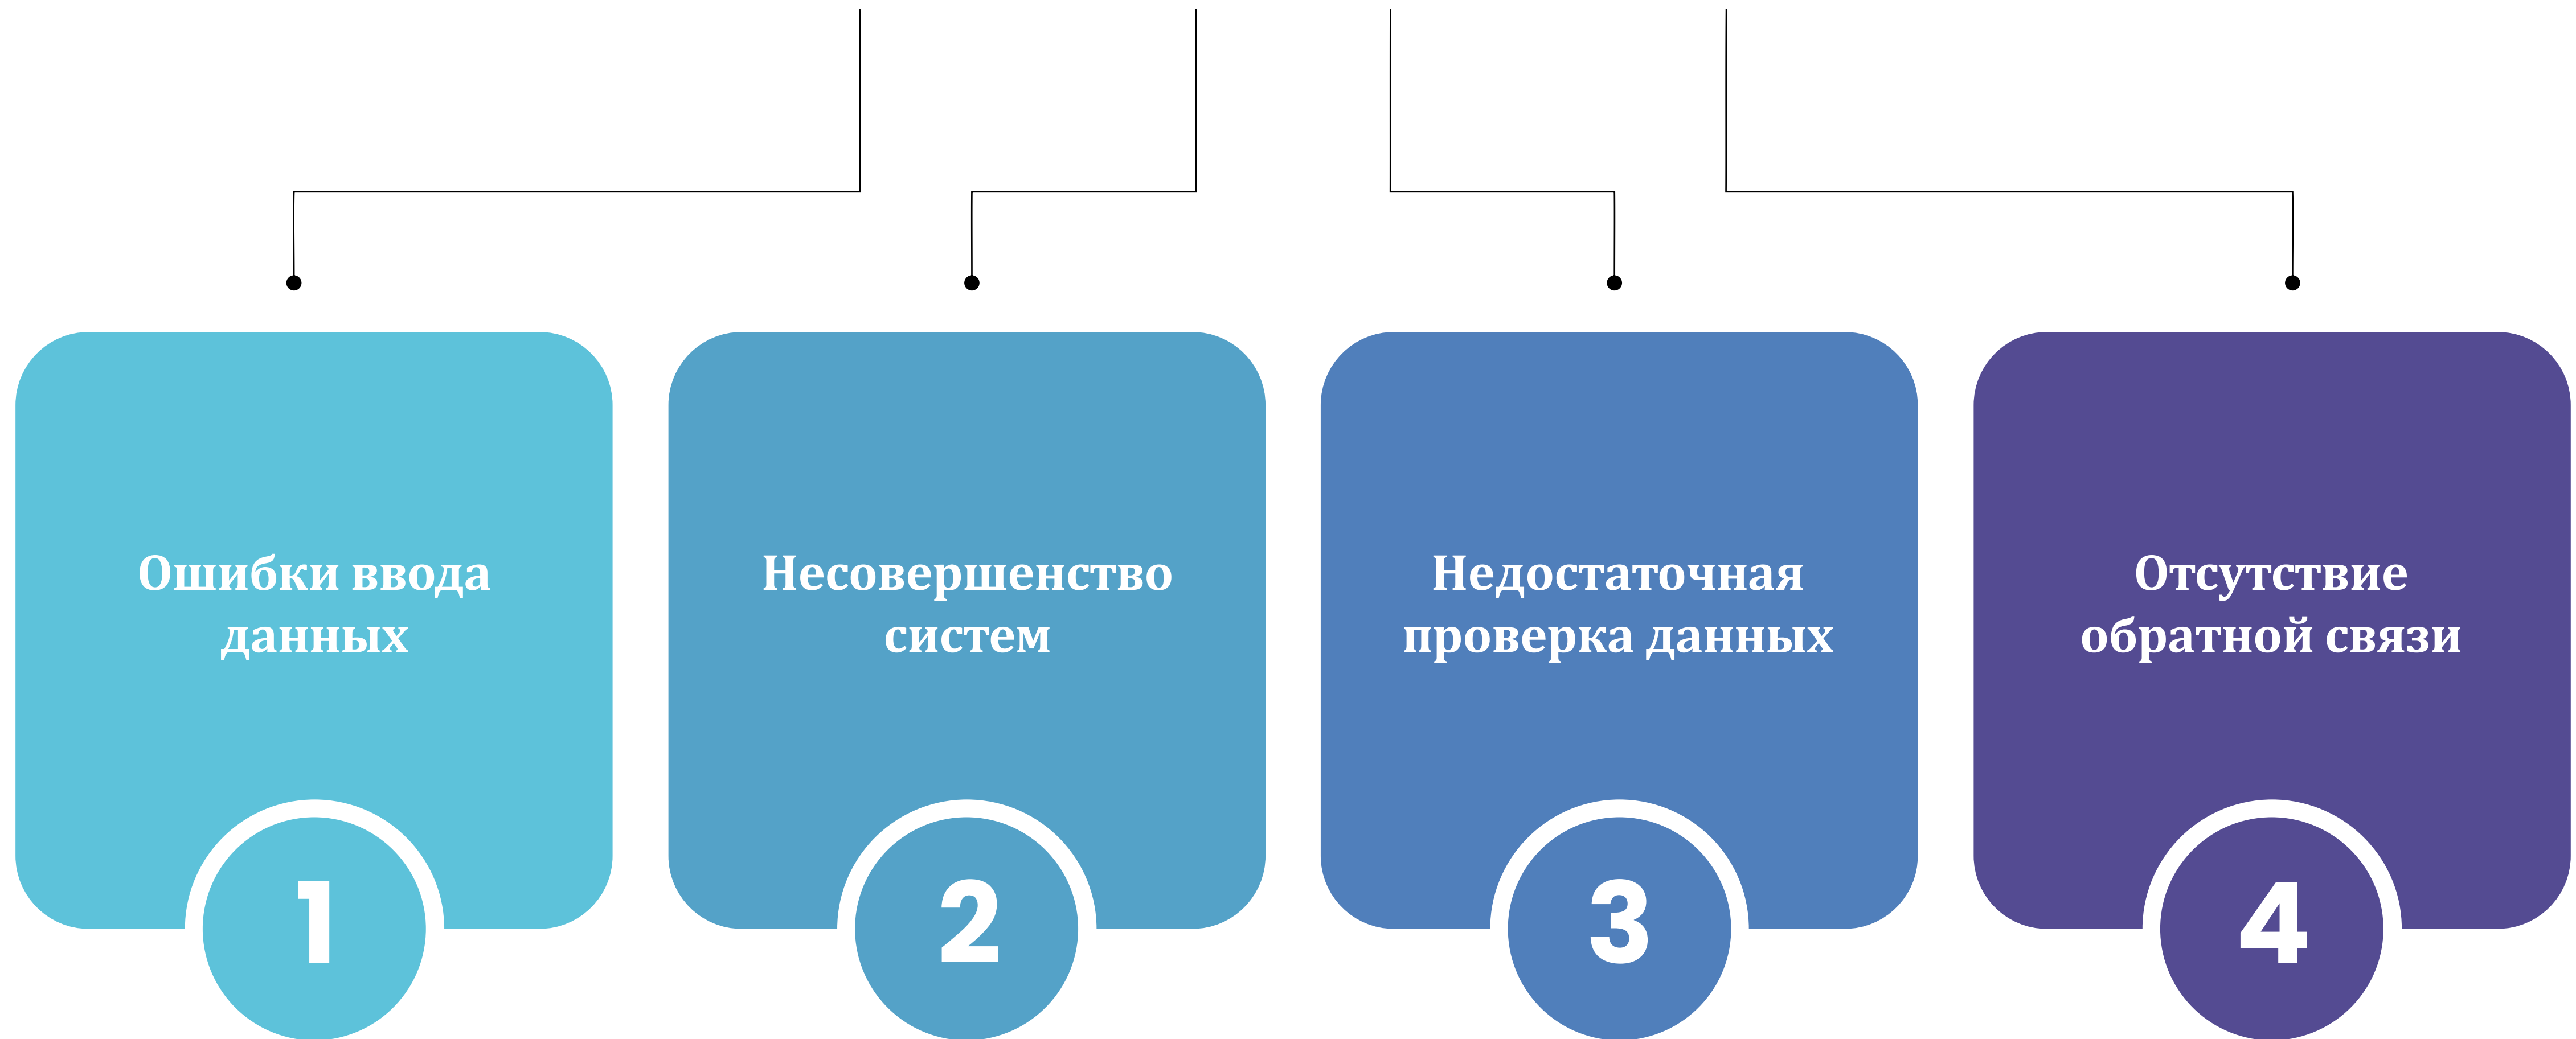 Ошибки ввода
данных
1
Несовершенство
систем
2
Недостаточная
проверка данных
3
Отсутствие
обратной связи
4